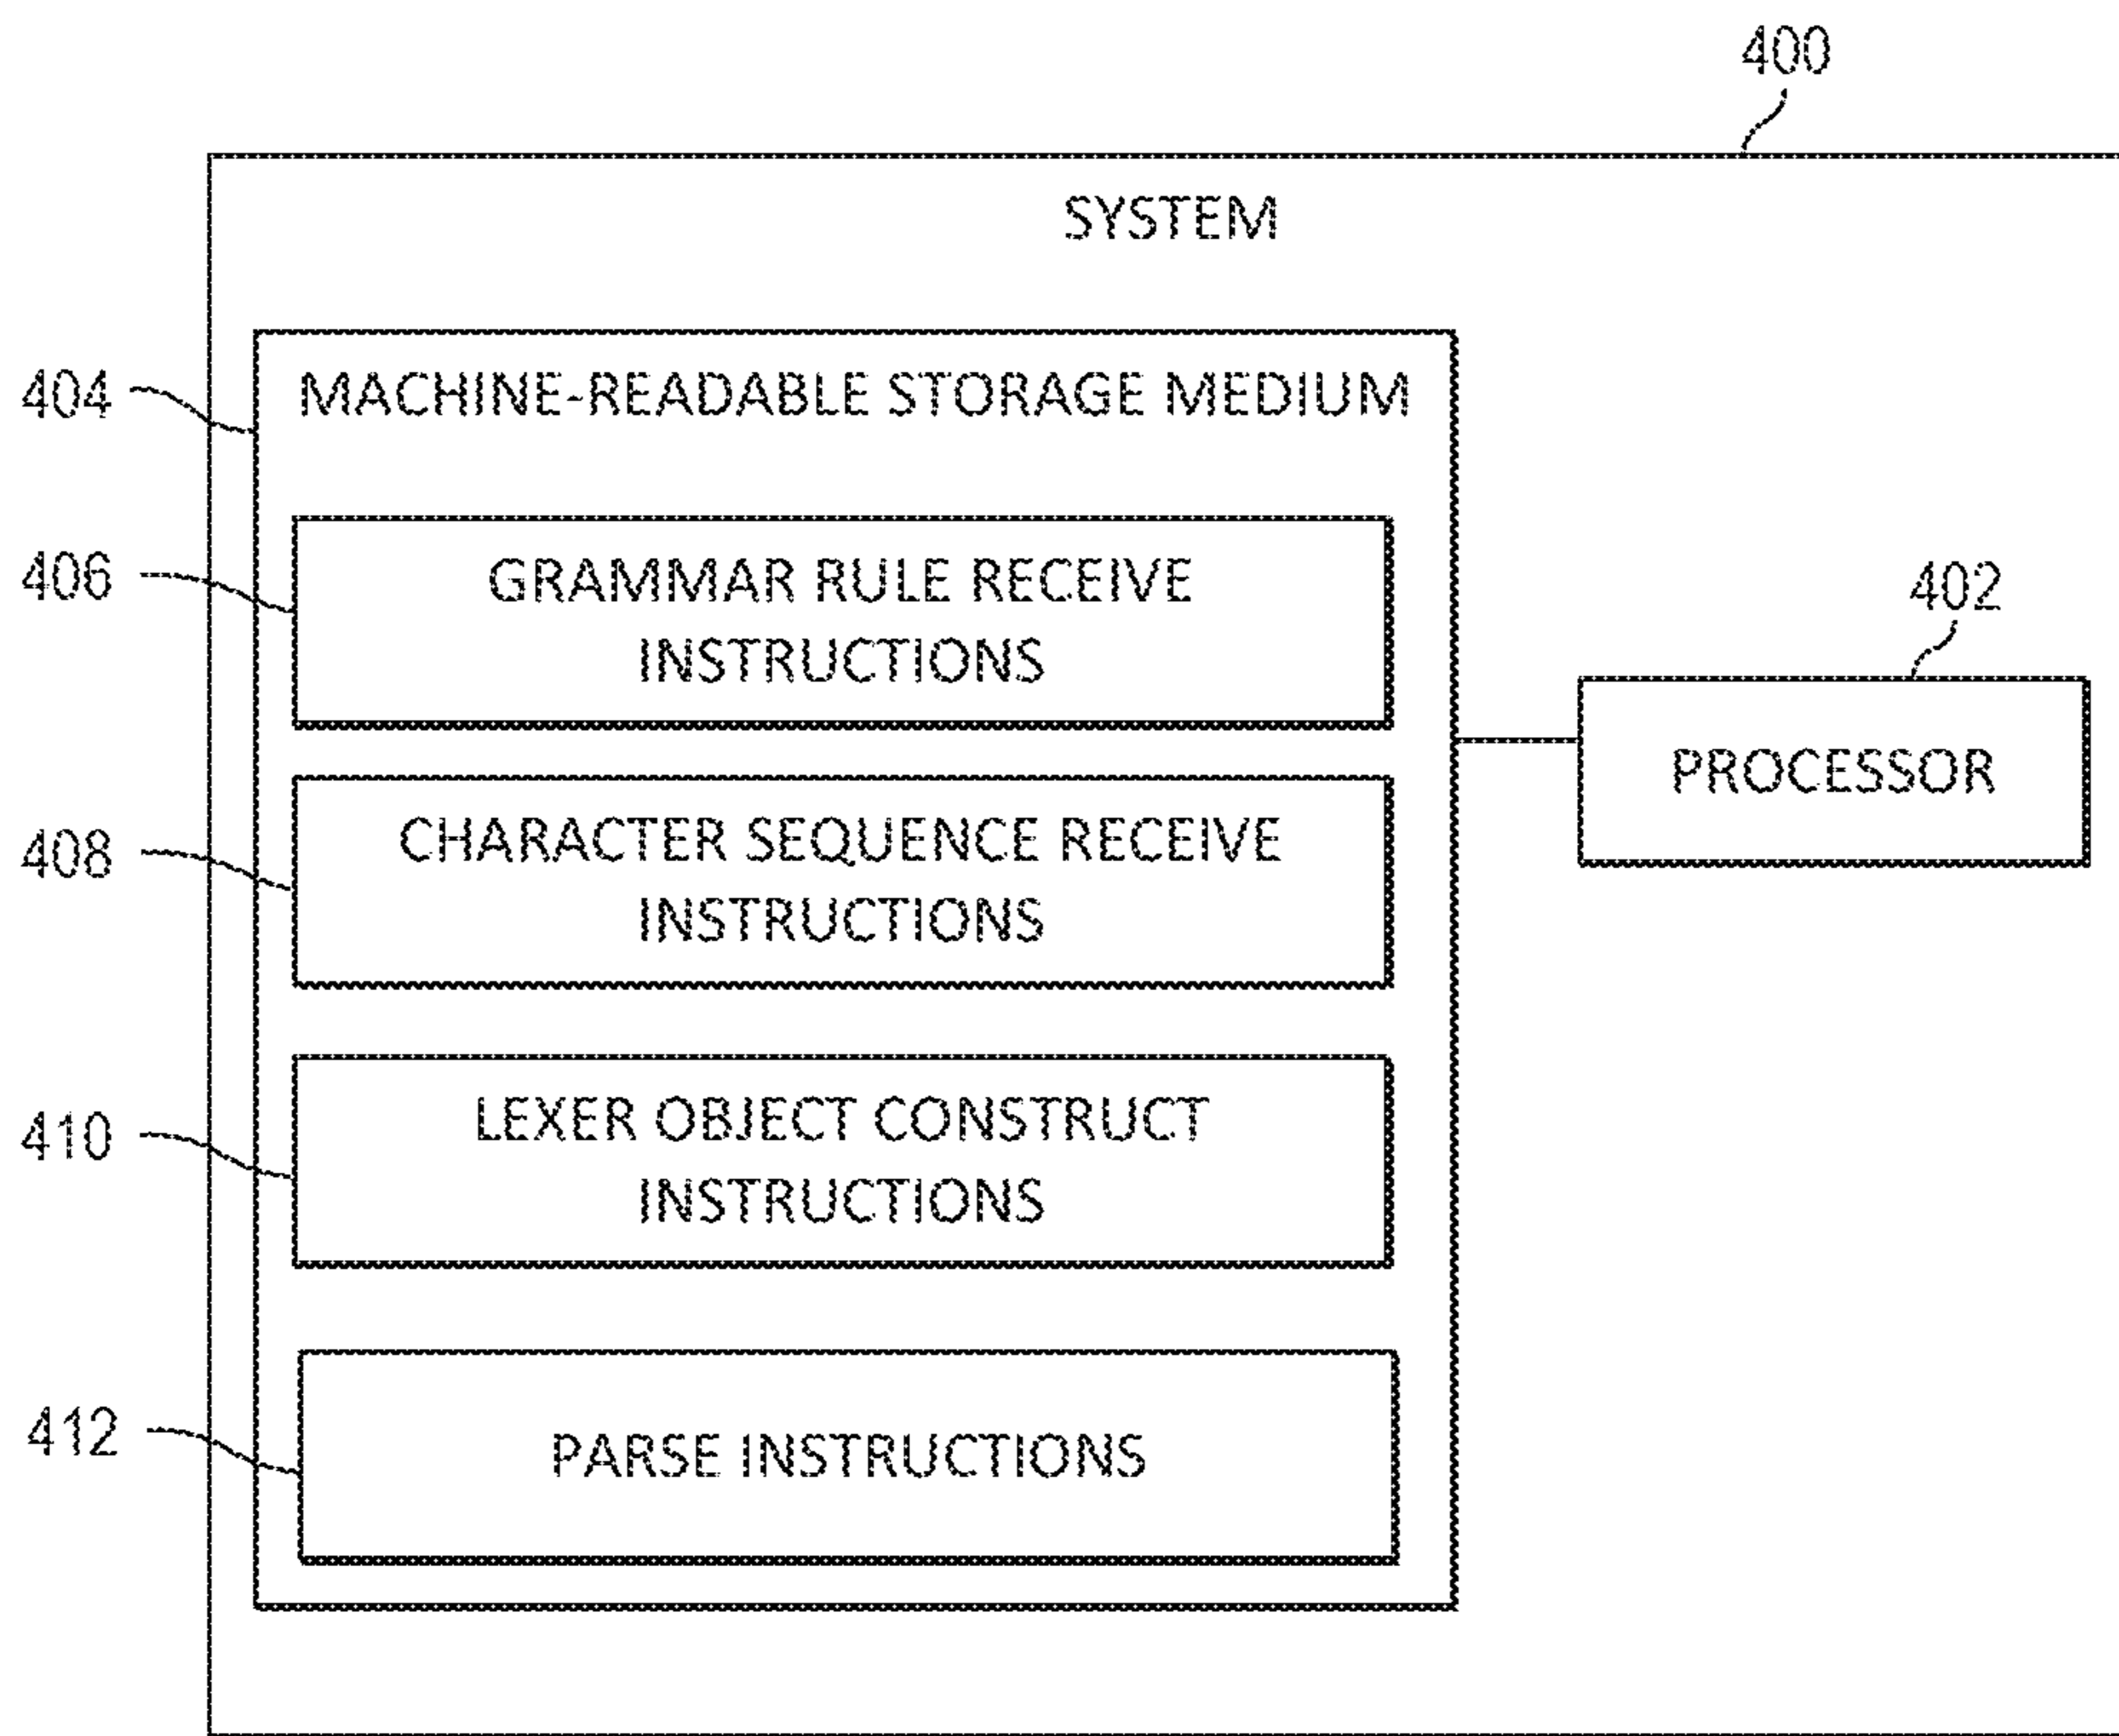 400
SYSTEM
404
MACHINE-READABLE STORAGE MEDIUM
406
GRAMMAR RULE RECEIVE
INSTRUCTIONS
402
PROCESSOR
408
CHARACTER SEQUENCE RECEIVE
INSTRUCTIONS
410
LEXER OBJECT CONSTRUCT
INSTRUCTIONS
412
PARSE INSTRUCTIONS